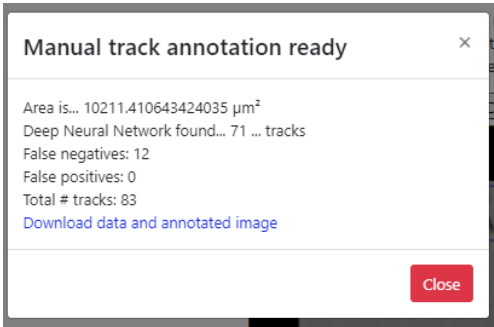 Manual track annotation ready
×
Area is... 10211.410643424035 µm²
Deep Neural Network found... 71 ... tracks
False negatives: 12
False positives: 0
Total # tracks: 83
Download data and annotated image
Close